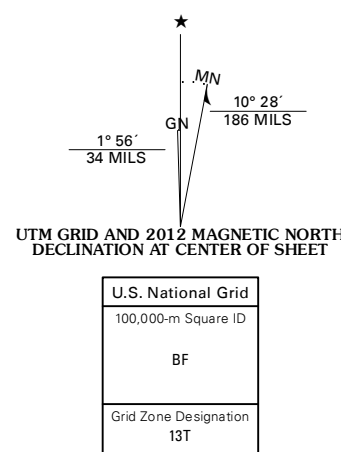 ★
MN
GN
10° 28´
186 MILS
1° 56´
34 MILS
UTM GRID AND 2012 MAGNETIC NORTH
DECLINATION AT CENTER OF SHEET
U.S. National Grid
100,000-m Square ID
BF
Grid Zone Designation
13T